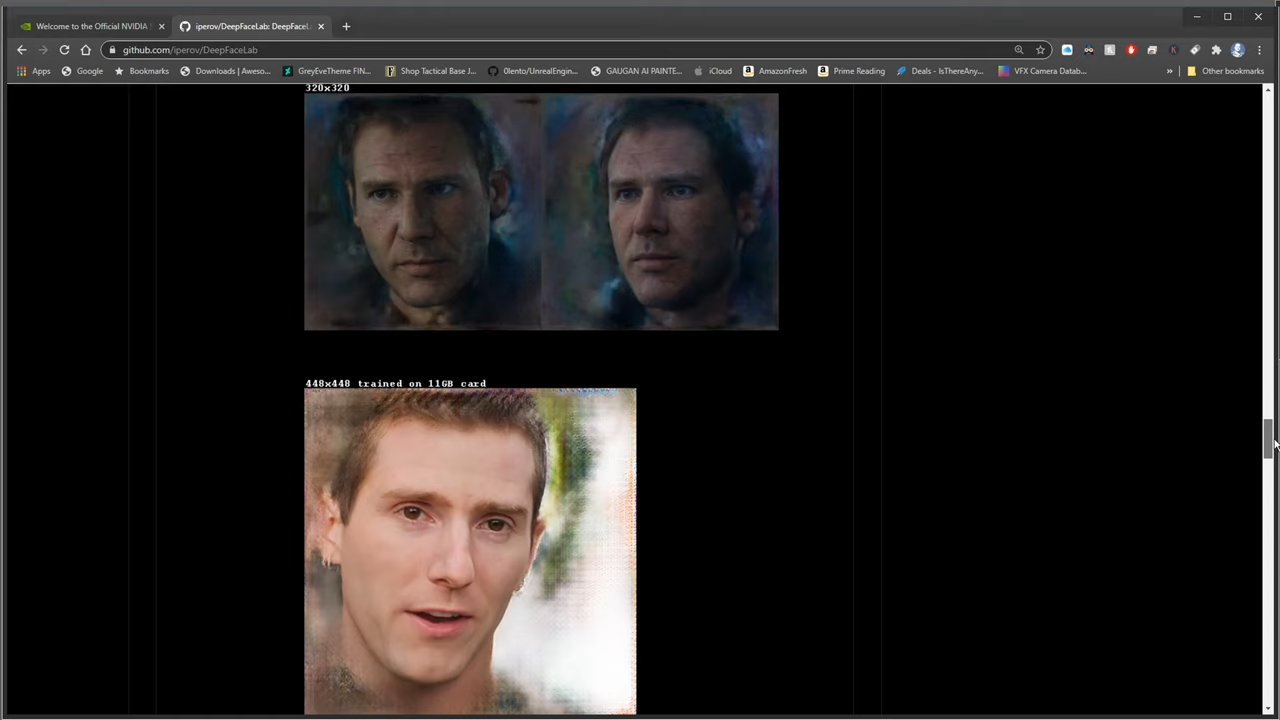 Welcome to the Official NVIDIA
iperov/DeepFaceLab: DeepFaceL
github.com/iperov/DeepFaceLab
Apps Google Bookmarks Downloads | Aweso... GreyEveTheme FIN... Shop Tactical Base J... 0lento/UnrealEngin... GAUGAN AI PAINTE... iCloud AmazonFresh Prime Reading Deals - IsThereAny... VFX Camera Datab... » Other bookmarks
320x320
448x448 trained on 11GB card